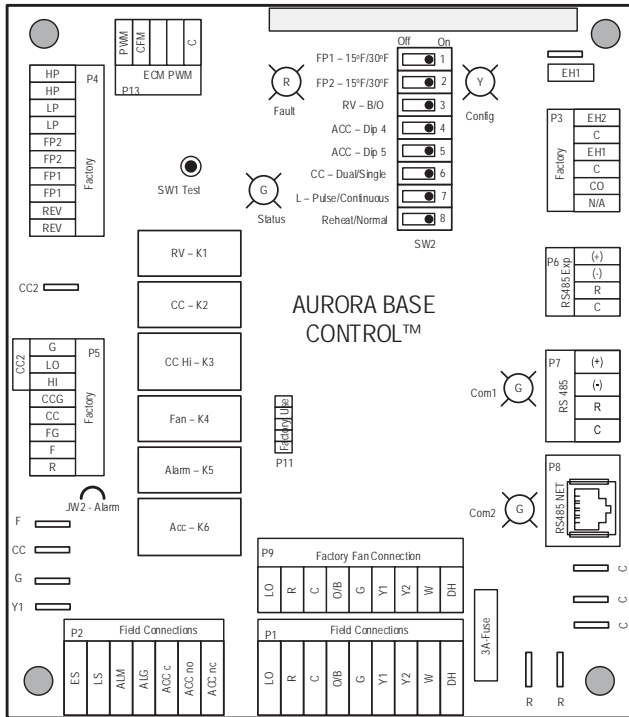 PWM
CFM
C
ECM PWM
P13
HP
HP
LP
LP
FP2
FP2
FP1
FP1
REV
REV
P4
Factory
SW1 Test
R
Fault
G
Status
Off On
FP1 – 15ºF/30ºF 1
FP2 – 15ºF/30ºF 2
RV – B/O 3
ACC – Dip 4 4
ACC – Dip 5 5
CC – Dual/Single 6
L – Pulse/Continuous 7
Reheat/Normal 8
SW2
Y
Config
EH1
P3
Factory
EH2
C
EH1
C
CO
N/A
RV – K1
CC – K2
CC Hi – K3
Fan – K4
Alarm – K5
Acc – K6
AURORA BASE
CONTROL™
P6
RS485 Exp
(+)
(-)
R
C
CC2
CC2
G
LO
HI
CCG
CC
FG
F
R
P5
Factory
JW2 - Alarm
Factory Use
P11
Com1
G
P7
RS 485
(+)
(-)
R
C
Com2
G
P8
RS485 NET
F
CC
G
Y1
P9 Factory Fan Connection
LO R C O/B G Y1 Y2 W DH
P2 Field Connections
ES LS ALM ALG ACC c ACC no ACC nc
P1 Field Connections
LO R C O/B G Y1 Y2 W DH
3A-Fuse
C
C
C
R R